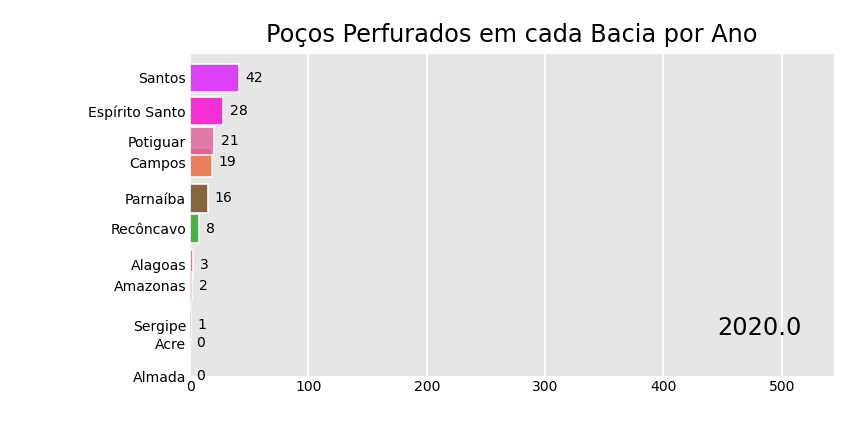 Poços Perfurados em cada Bacia por Ano
Santos 42
Espírito Santo 28
Potiguar 21
Campos 19
Parnaíba 16
Recôncavo 8
Alagoas 3
Amazonas 2
Sergipe 1
2020.0
Acre 0
Almada 0
0 100 200 300 400 500